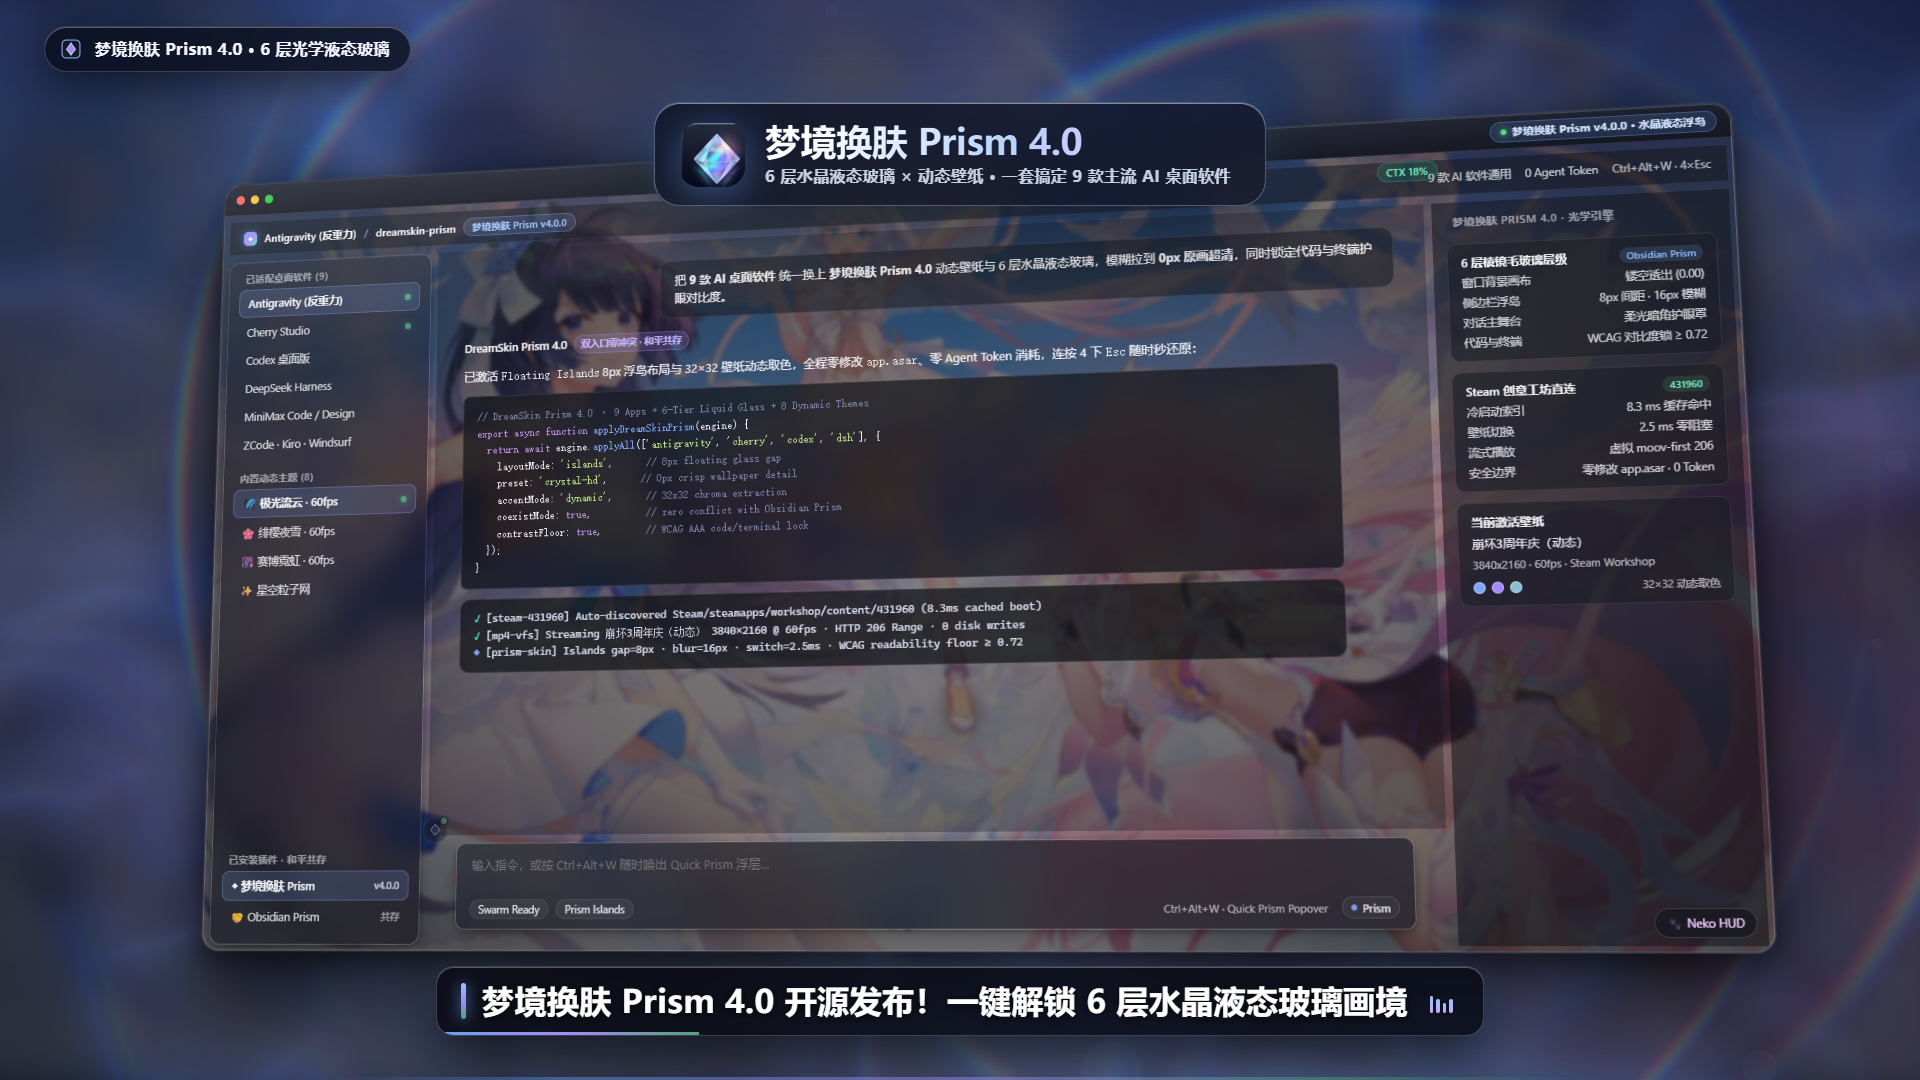 梦境换肤 Prism 4.0 • 6 层光学液态玻璃
梦境换肤 Prism 4.0
6 层水晶液态玻璃 × 动态壁纸 • 一套搞定 9 款主流 AI 桌面软件
梦境换肤 Prism v4.0.0 • 水晶液态浮岛
Antigravity (反重力) / dreamskin-prism 梦境换肤 Prism v4.0.0
CTX 18% 9 款 AI 软件通用 0 Agent Token Ctrl+Alt+W · 4×Esc
已适配桌面软件 (9)
Antigravity (反重力)
Cherry Studio
Codex 桌面版
DeepSeek Harness
MiniMax Code / Design
ZCode · Kiro · Windsurf
内置动态主题 (8)
极光流云 · 60fps
绯樱夜雪 · 60fps
赛博霓虹 · 60fps
星空粒子网
已安装插件 · 和平共存
梦境换肤 Prism v4.0.0
Obsidian Prism 共存
把 9 款 AI 桌面软件 统一换上 梦境换肤 Prism 4.0 动态壁纸与 6 层水晶液态玻璃，模糊拉到 0px 原画超清，同时锁定代码与终端护
眼对比度。
DreamSkin Prism 4.0 双入口零冲突 · 和平共存
已激活 Floating Islands 8px 浮岛布局与 32×32 壁纸动态取色，全程零修改 app.asar、零 Agent Token 消耗，连按 4 下 Esc 随时秒还原：
// DreamSkin Prism 4.0 · 9 Apps + 6-Tier Liquid Glass + 8 Dynamic Themes
export async function applyDreamSkinPrism(engine) {
return await engine.applyAll(['antigravity', 'cherry', 'codex', 'dsh'], {
layoutMode: 'islands', // 8px floating glass gap
preset: 'crystal-hd', // 0px crisp wallpaper detail
accentMode: 'dynamic', // 32x32 chroma extraction
coexistMode: true, // zero conflict with Obsidian Prism
contrastFloor: true, // WCAG AAA code/terminal lock
});
}
✓ [steam-431960] Auto-discovered Steam/steamapps/workshop/content/431960 (8.3ms cached boot)
✓ [mp4-vfs] Streaming 崩坏3周年庆（动态） 3840×2160 @ 60fps · HTTP 206 Range · 0 disk writes
◆ [prism-skin] Islands gap=8px · blur=16px · switch=2.5ms · WCAG readability floor ≥ 0.72
输入指令，或按 Ctrl+Alt+W 随时唤出 Quick Prism 浮层...
Swarm Ready Prism Islands Ctrl+Alt+W · Quick Prism Popover Prism
梦境换肤 PRISM 4.0 · 光学引擎
6 层棱镜毛玻璃层级 Obsidian Prism
窗口背景画布 镂空透出 (0.00)
侧边栏浮岛 8px 间距 · 16px 模糊
对话主舞台 柔光暗角护眼罩
代码与终端 WCAG 对比度锁 ≥ 0.72
Steam 创意工坊直连 431960
冷启动索引 8.3 ms 缓存命中
壁纸切换 2.5 ms 零阻塞
流式播放 虚拟 moov-first 206
安全边界 零修改 app.asar · 0 Token
当前激活壁纸
崩坏3周年庆（动态）
3840x2160 · 60fps · Steam Workshop
32×32 动态取色
Neko HUD
梦境换肤 Prism 4.0 开源发布！一键解锁 6 层水晶液态玻璃画境